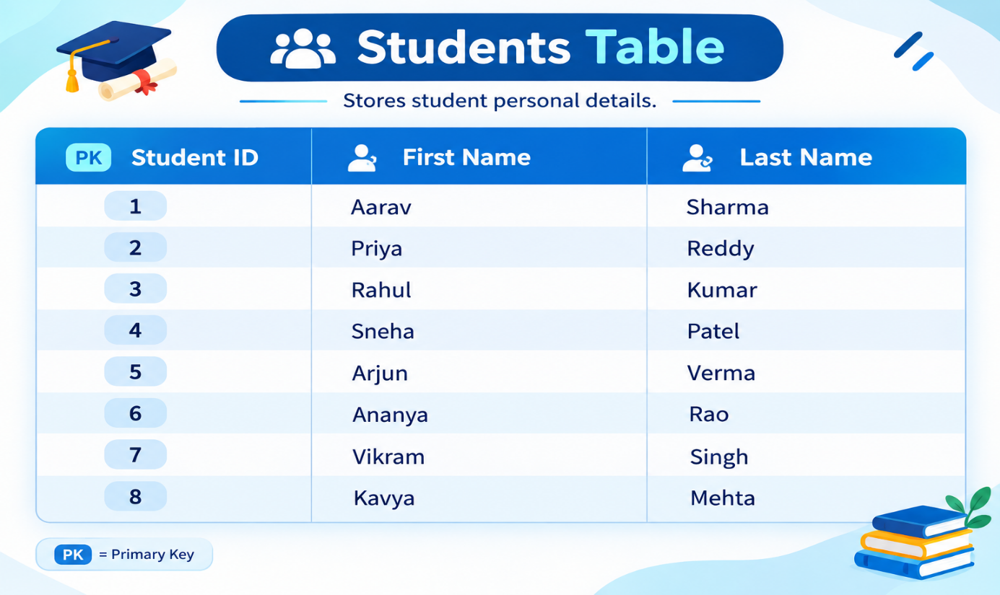 Students Table
Stores student personal details.
PK Student ID First Name Last Name
1 Aarav Sharma
2 Priya Reddy
3 Rahul Kumar
4 Sneha Patel
5 Arjun Verma
6 Ananya Rao
7 Vikram Singh
8 Kavya Mehta
PK = Primary Key